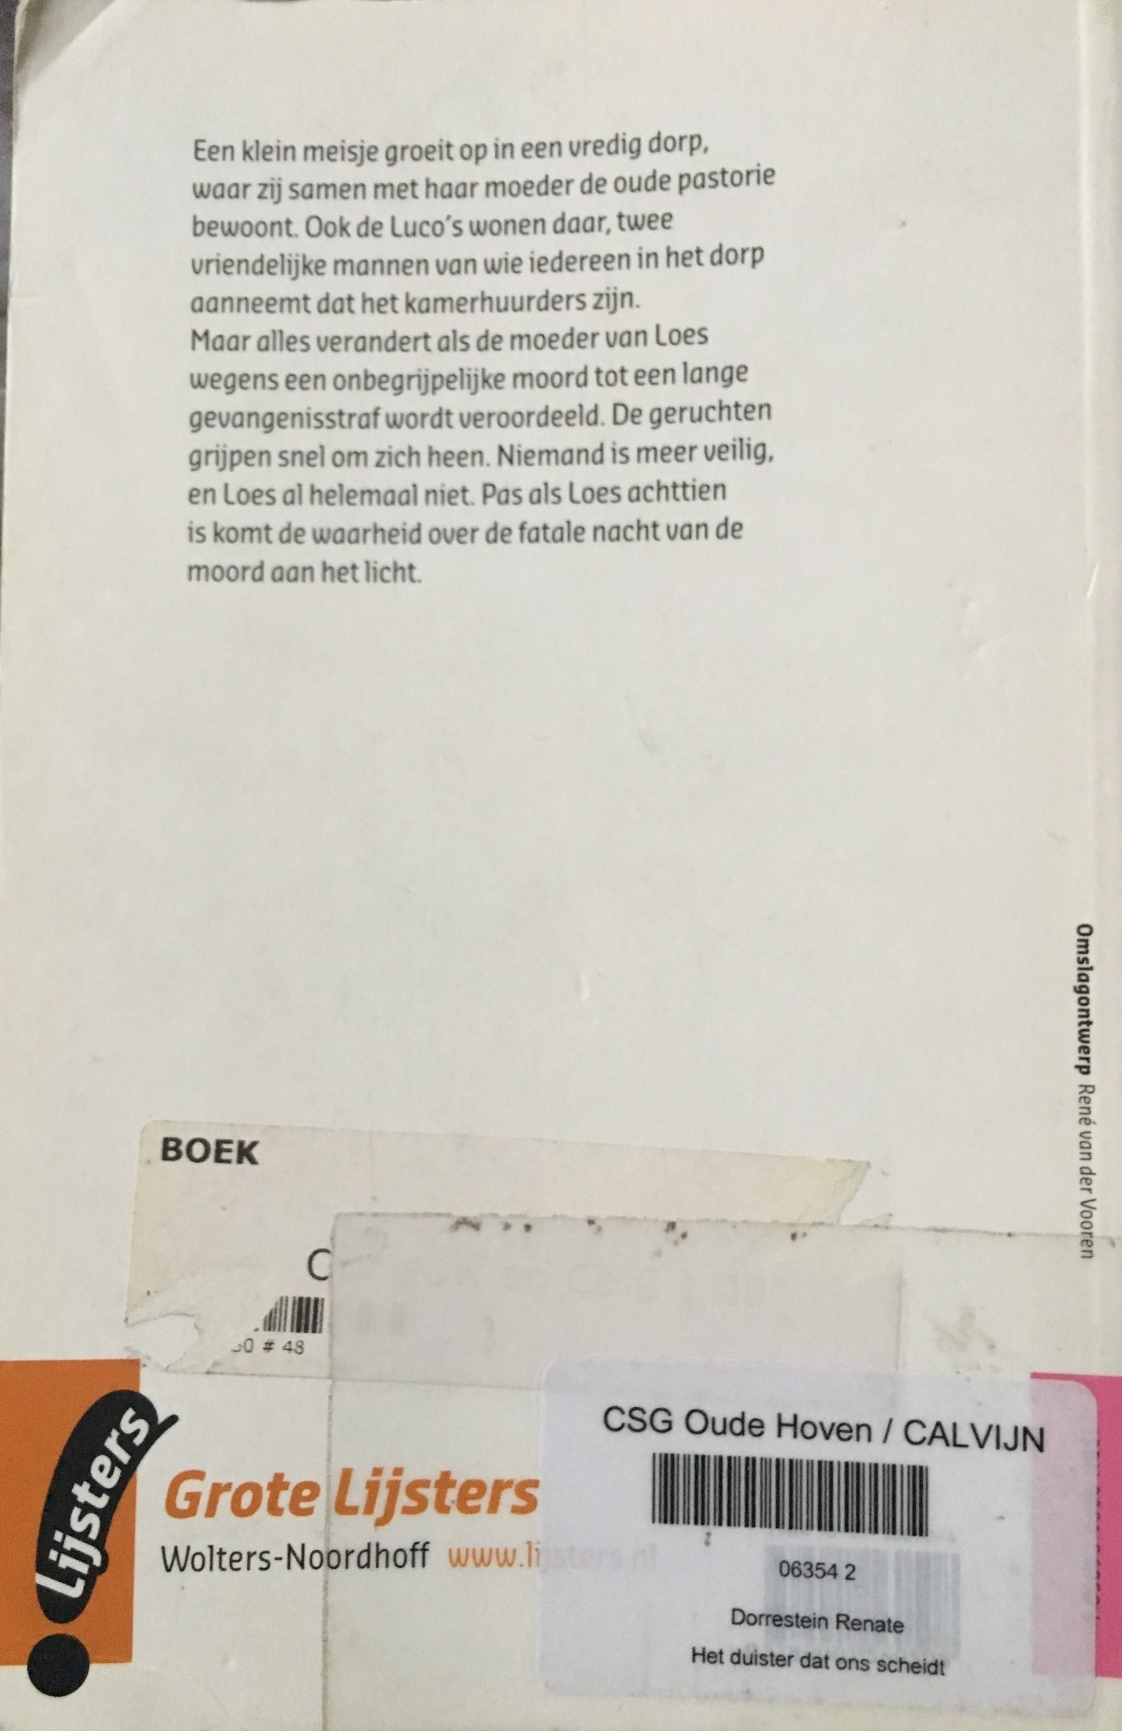 Een klein meisje groeit op in een vredig dorp,
waar zij samen met haar moeder de oude pastorie
bewoont. Ook de Luco's wonen daar, twee
vriendelijke mannen van wie iedereen in het dorp
aanneemt dat het kamerhuurders zijn.
Maar alles verandert als de moeder van Loes
wegens een onbegrijpelijke moord tot een lange
gevangenisstraf wordt veroordeeld. De geruchten
grijpen snel om zich heen. Niemand is meer veilig,
en Loes al helemaal niet. Pas als Loes achttien
is komt de waarheid over de fatale nacht van de
moord aan het licht.
Omslagontwerp René van der Vooren
BOEK
C
# 48
Lijsters
Grote Lijsters
Wolters-Noordhoff www.lijsters.nl
CSG Oude Hoven / CALVIJN
06354 2
Dorrestein Renate
Het duister dat ons scheidt